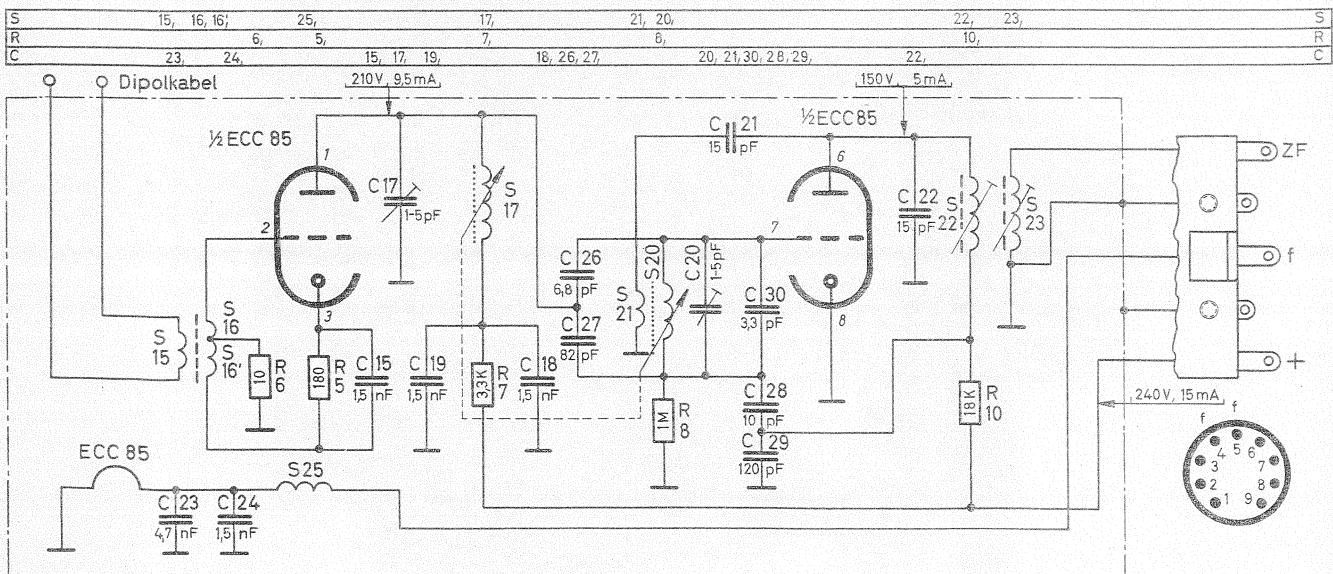 S 15, 16, 16', 25, 17, 21, 20, 22, 23, S
R 6, 5, 7, 8, 10, R
C 23, 24, 15, 17, 19, 18, 26, 27, 20, 21, 30, 28, 29, 22, C
Dipolkabel
210V, 9,5mA
150V, 5mA
½ECC 85
½ECC 85
1
2
3
6
7
8
C17
1-5pF
S
17
C 21
15 pF
C 22
15 pF
S
22
S
23
ZF
f
+
C 26
6,8 pF
C 27
82 pF
S
21
S20
C20
1-5pF
C 30
3,3 pF
S
15
S
16
S
16'
10
R
6
180
R
5
C 15
1,5 nF
C 19
1,5 nF
3,3K
R
7
C 18
1,5 nF
1M
R
8
C 28
10 pF
C 29
120 pF
18K
R
10
240V, 15mA
ECC 85
S25
C 23
4,7 nF
C 24
1,5 nF
f f
4 5 6
3 7
2 8
1 9